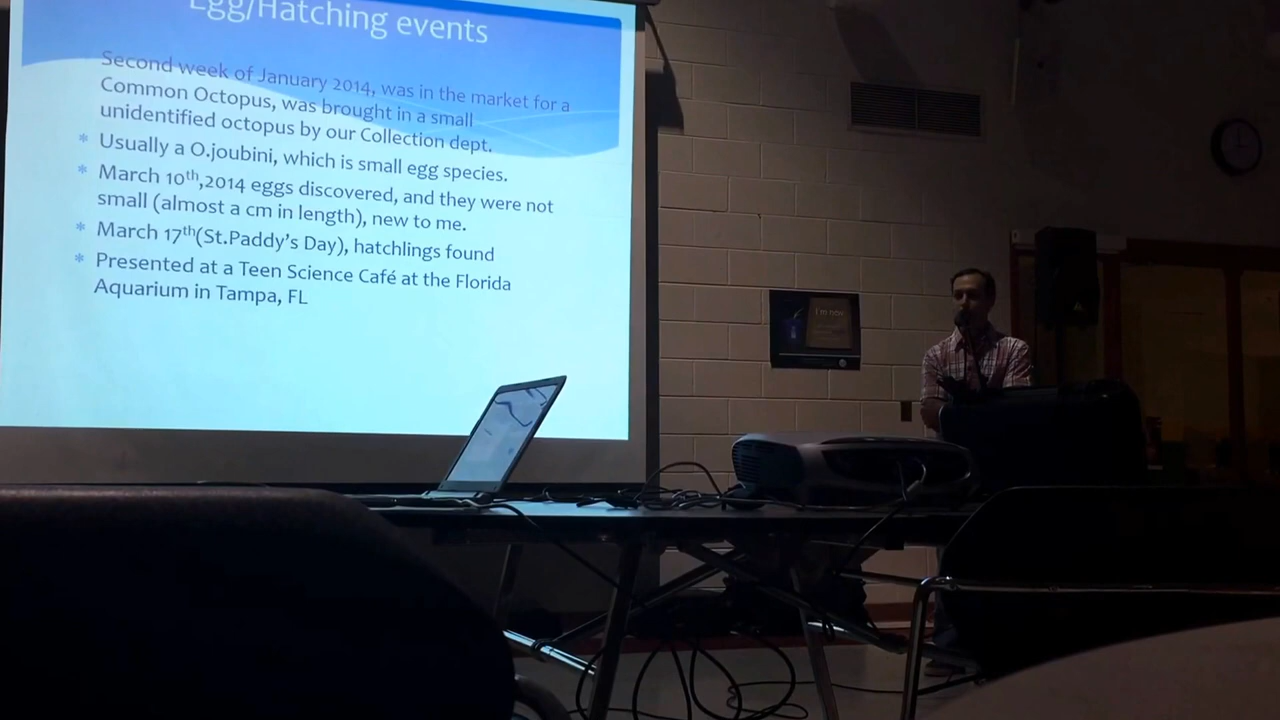 Egg/Hatching events
Second week of January 2014, was in the market for a
Common Octopus, was brought in a small
unidentified octopus by our Collection dept.
* Usually a O.joubini, which is small egg species.
* March 10th,2014 eggs discovered, and they were not
small (almost a cm in length), new to me.
* March 17th(St.Paddy's Day), hatchlings found
* Presented at a Teen Science Café at the Florida
Aquarium in Tampa, FL
I'm now